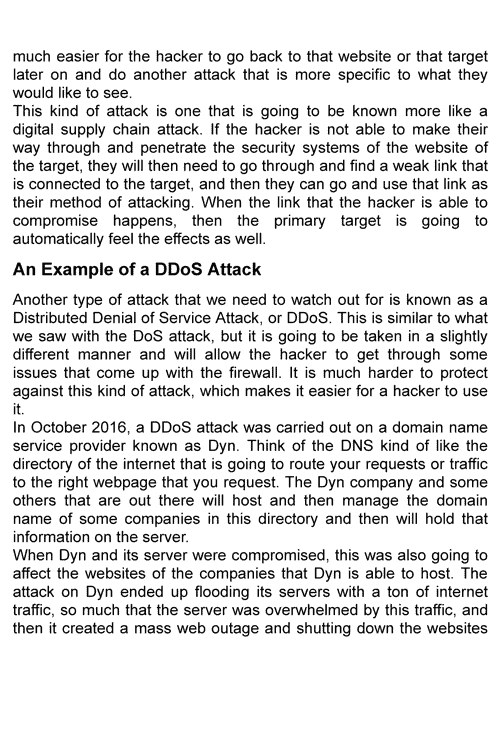 much easier for the hacker to go back to that website or that target
later on and do another attack that is more specific to what they
would like to see.
This kind of attack is one that is going to be known more like a
digital supply chain attack. If the hacker is not able to make their
way through and penetrate the security systems of the website of
the target, they will then need to go through and find a weak link that
is connected to the target, and then they can go and use that link as
their method of attacking. When the link that the hacker is able to
compromise happens, then the primary target is going to
automatically feel the effects as well.
An Example of a DDoS Attack
Another type of attack that we need to watch out for is known as a
Distributed Denial of Service Attack, or DDoS. This is similar to what
we saw with the DoS attack, but it is going to be taken in a slightly
different manner and will allow the hacker to get through some
issues that come up with the firewall. It is much harder to protect
against this kind of attack, which makes it easier for a hacker to use
it.
In October 2016, a DDoS attack was carried out on a domain name
service provider known as Dyn. Think of the DNS kind of like the
directory of the internet that is going to route your requests or traffic
to the right webpage that you request. The Dyn company and some
others that are out there will host and then manage the domain
name of some companies in this directory and then will hold that
information on the server.
When Dyn and its server were compromised, this was also going to
affect the websites of the companies that Dyn is able to host. The
attack on Dyn ended up flooding its servers with a ton of internet
traffic, so much that the server was overwhelmed by this traffic, and
then it created a mass web outage and shutting down the websites